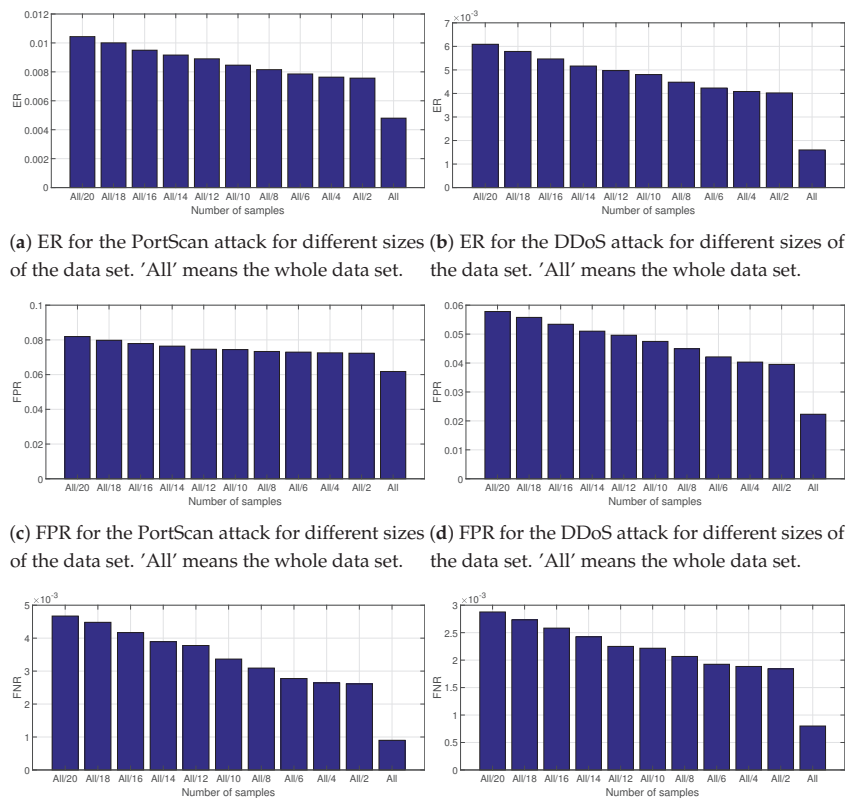 0.012
0.01
0.008
0.006
0.004
0.002
0
ER
All/20 All/18 All/16 All/14 All/12 All/10 All/8 All/6 All/4 All/2 All
Number of samples
×10⁻³
7
6
5
4
3
2
1
0
ER
All/20 All/18 All/16 All/14 All/12 All/10 All/8 All/6 All/4 All/2 All
Number of samples
(a) ER for the PortScan attack for different sizes
of the data set. 'All' means the whole data set.
(b) ER for the DDoS attack for different sizes of
the data set. 'All' means the whole data set.
0.1
0.08
0.06
0.04
0.02
0
FPR
All/20 All/18 All/16 All/14 All/12 All/10 All/8 All/6 All/4 All/2 All
Number of samples
0.06
0.05
0.04
0.03
0.02
0.01
0
FPR
All/20 All/18 All/16 All/14 All/12 All/10 All/8 All/6 All/4 All/2 All
Number of samples
(c) FPR for the PortScan attack for different sizes
of the data set. 'All' means the whole data set.
(d) FPR for the DDoS attack for different sizes of
the data set. 'All' means the whole data set.
×10⁻³
5
4
3
2
1
0
FNR
All/20 All/18 All/16 All/14 All/12 All/10 All/8 All/6 All/4 All/2 All
Number of samples
×10⁻³
3
2.5
2
1.5
1
0.5
0
FNR
All/20 All/18 All/16 All/14 All/12 All/10 All/8 All/6 All/4 All/2 All
Number of samples